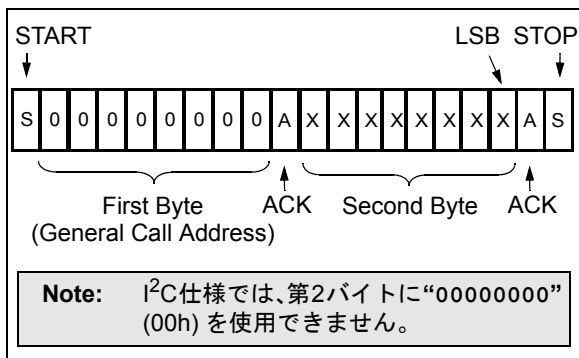 START LSB STOP
S 0 0 0 0 0 0 0 0 A X X X X X X X X A S
First Byte ACK Second Byte ACK
(General Call Address)
Note: I²C仕様では、第2バイトに“00000000”
(00h) を使用できません。